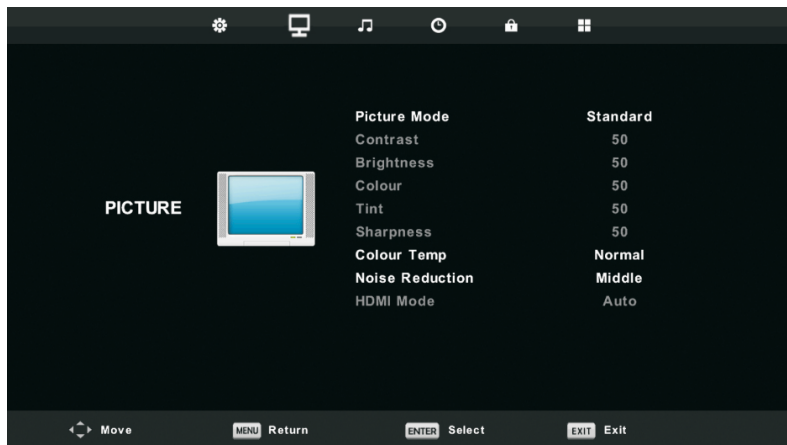 Picture Mode Standard
Contrast 50
Brightness 50
Colour 50
PICTURE
Tint 50
Sharpness 50
Colour Temp Normal
Noise Reduction Middle
HDMI Mode Auto
Move MENU Return ENTER Select EXIT Exit